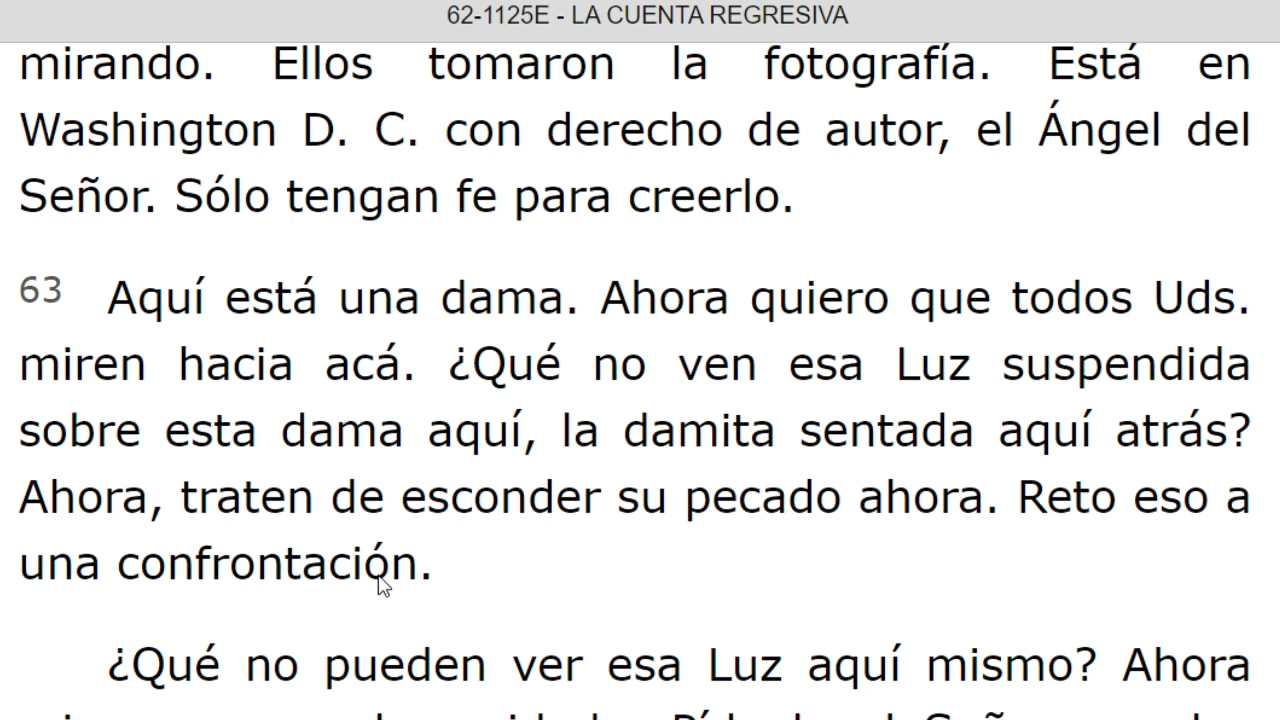 62-1125E - LA CUENTA REGRESIVA
mirando. Ellos tomaron la fotografía. Está en
Washington D. C. con derecho de autor, el Ángel del
Señor. Sólo tengan fe para creerlo.
63 Aquí está una dama. Ahora quiero que todos Uds.
miren hacia acá. ¿Qué no ven esa Luz suspendida
sobre esta dama aquí, la damita sentada aquí atrás?
Ahora, traten de esconder su pecado ahora. Reto eso a
una confrontación.
¿Qué no pueden ver esa Luz aquí mismo? Ahora